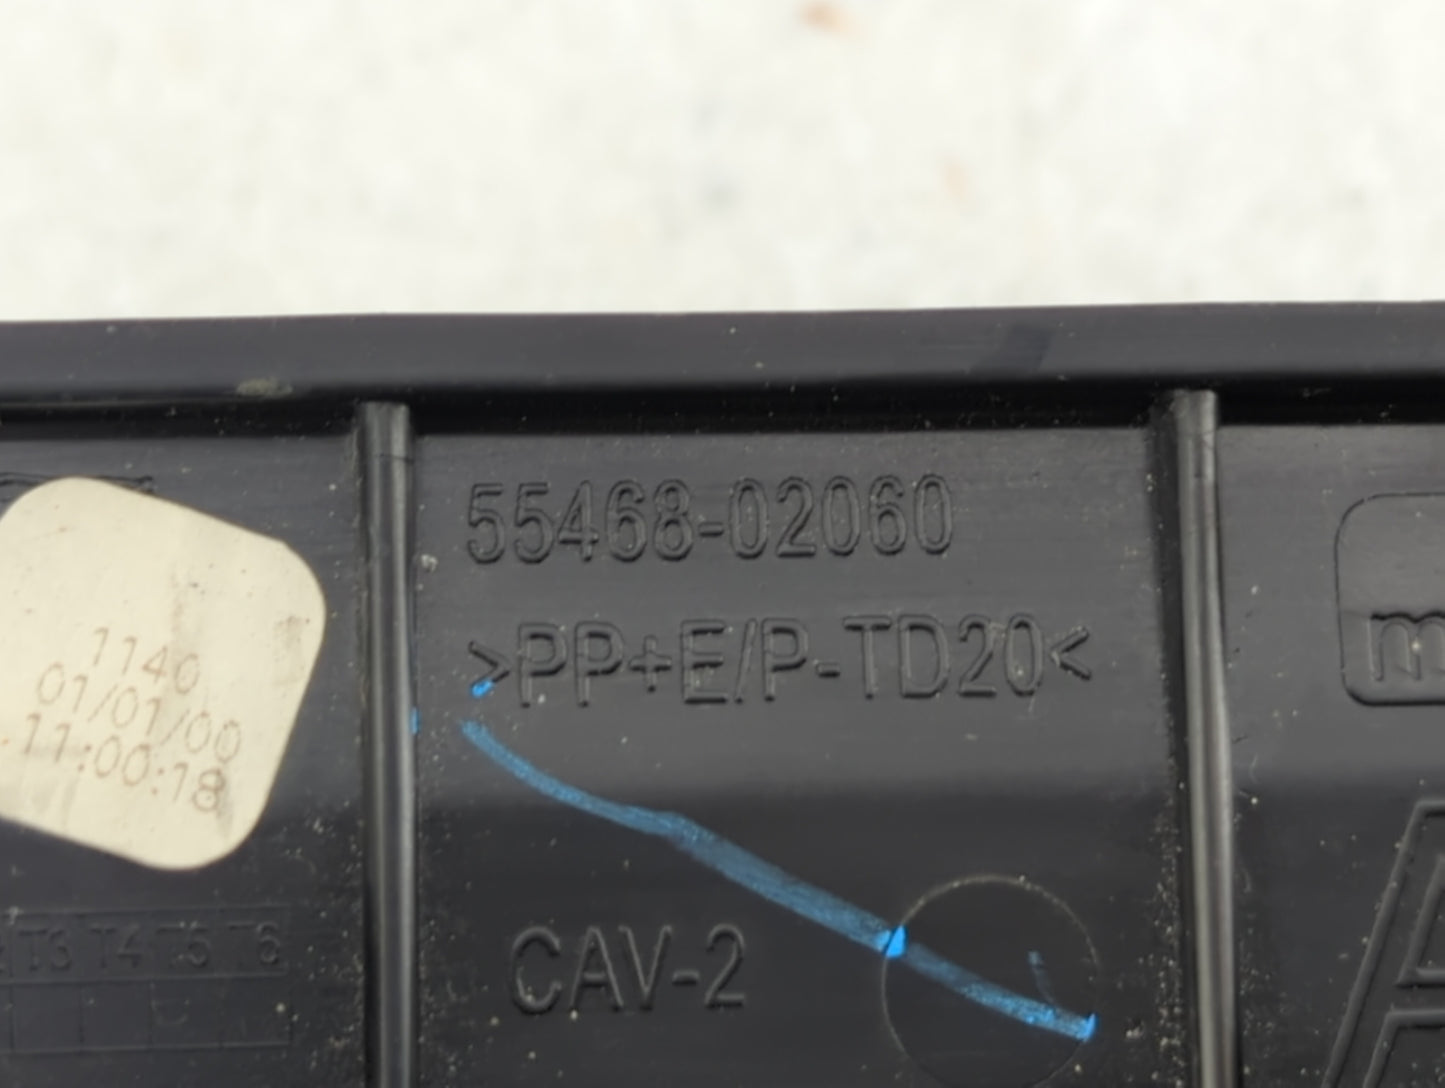 55468-02060
>PP+E/P-TD20<
1140
01/01/00
11:00:18
CAV-2
T3 T4 T5 T6
m
A